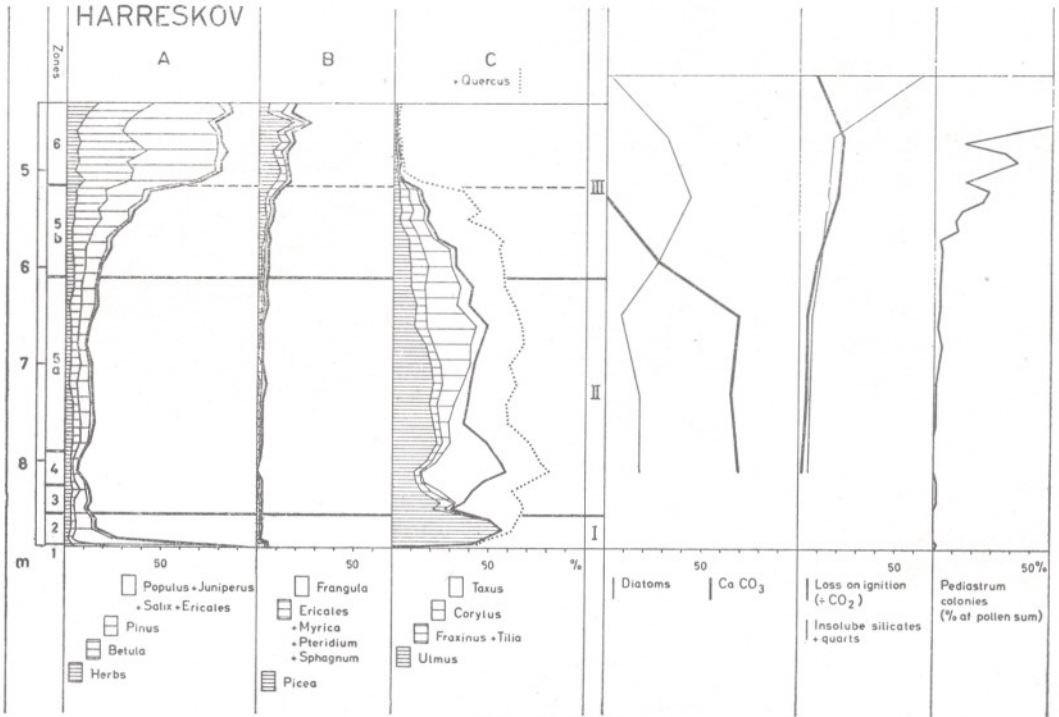 HARRESKOV
Zones
A
B
C
+ Quercus
6
5
5 b
6
7
5 a
8
4
3
2
1
m
III
II
I
50
50
50
%
50
50
50%
Populus + Juniperus
+ Salix + Ericales
Pinus
Betula
Herbs
Frangula
Ericales
+ Myrica
+ Pteridium
+ Sphagnum
Picea
Taxus
Corylus
Fraxinus + Tilia
Ulmus
Diatoms
Ca CO3
Loss on ignition
(÷ CO2)
Insolube silicates
+ quarts
Pediastrum
colonies
(% af pollen sum)